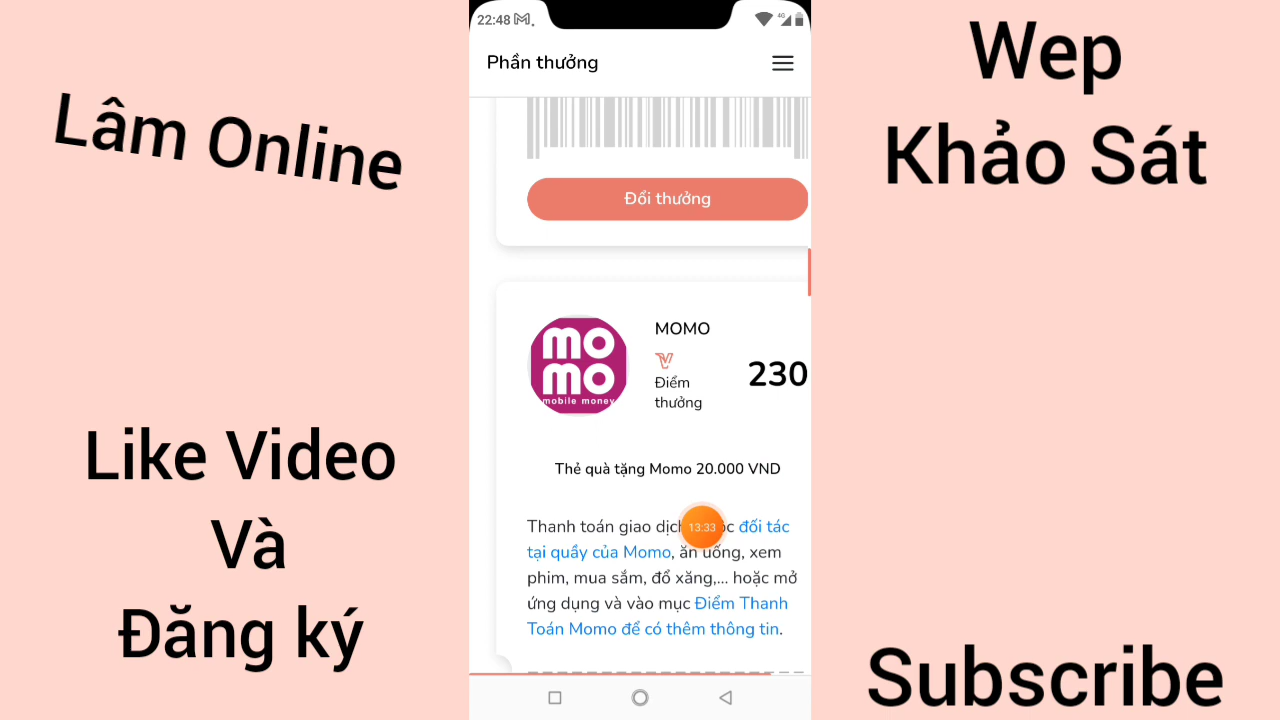 Lâm Online
Like Video
Và
Đăng ký
22:48
4G
Phần thưởng
Đổi thưởng
mo
mo
mobile money
MOMO
Điểm
thưởng
230
Thẻ quà tặng Momo 20.000 VND
Thanh toán giao dịch đối tác
tại quầy của Momo, ăn uống, xem
phim, mua sắm, đổ xăng,... hoặc mở
ứng dụng và vào mục Điểm Thanh
Toán Momo để có thêm thông tin.
13:33
Wep
Khảo Sát
Subscribe